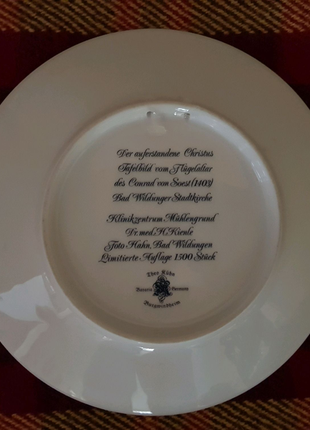 Der auferstandene Christus
Tafelbild vom Flügelaltar
des Conrad von Soest (1403)
Bad Wildunger Stadtkirche
Klinikzentrum Mühlengrund
Dr. med. H. Kienle
Foto Hahn, Bad Wildungen
Limitierte Auflage 1500 Stück